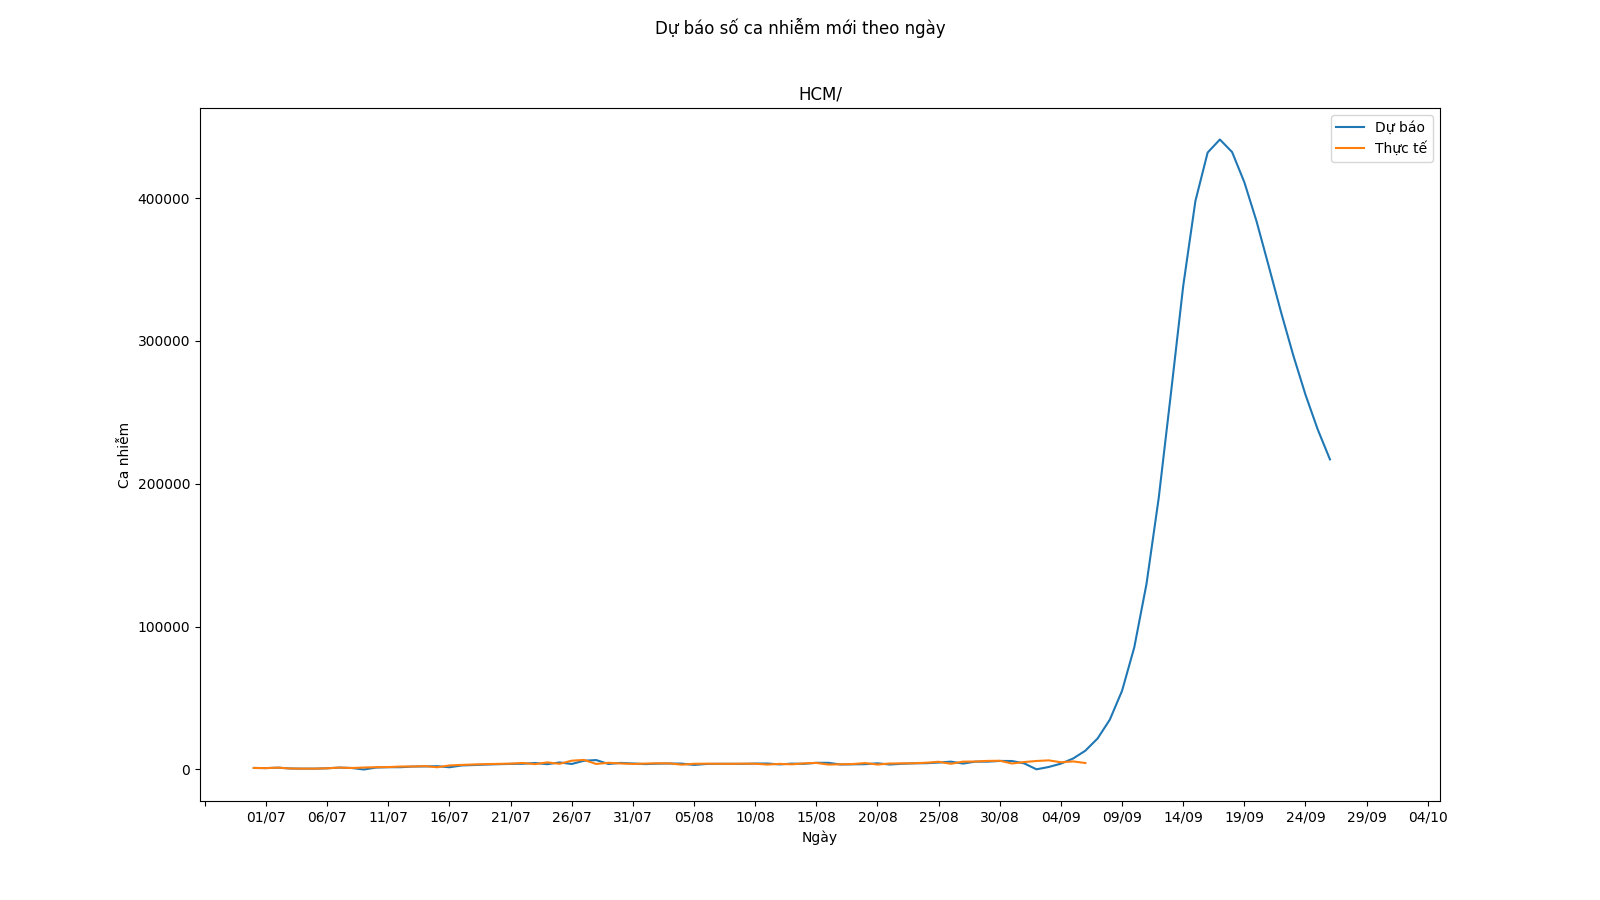 Dự báo số ca nhiễm mới theo ngày
HCM/
Dự báo
Thực tế
400000
300000
200000
100000
0
Ca nhiễm
01/07 06/07 11/07 16/07 21/07 26/07 31/07 05/08 10/08 15/08 20/08 25/08 30/08 04/09 09/09 14/09 19/09 24/09 29/09 04/10
Ngày